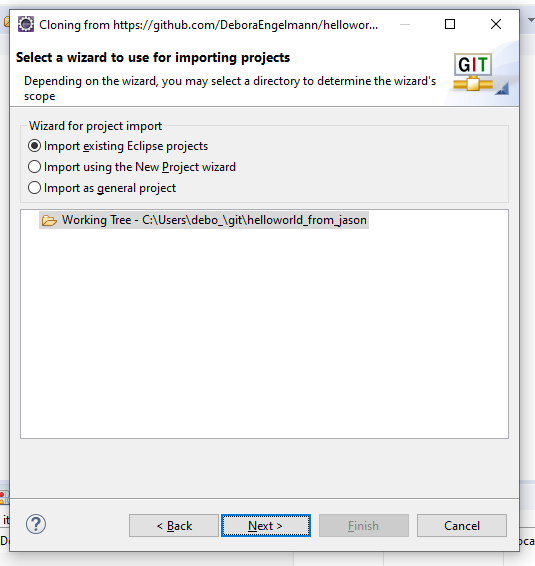 Cloning from https://github.com/DeboraEngelmann/hellowor...
Select a wizard to use for importing projects
Depending on the wizard, you may select a directory to determine the wizard's
scope
GIT
Wizard for project import
Import existing Eclipse projects
Import using the New Project wizard
Import as general project
Working Tree - C:\Users\debo_\git\helloworld_from_jason
?
< Back
Next >
Finish
Cancel
it